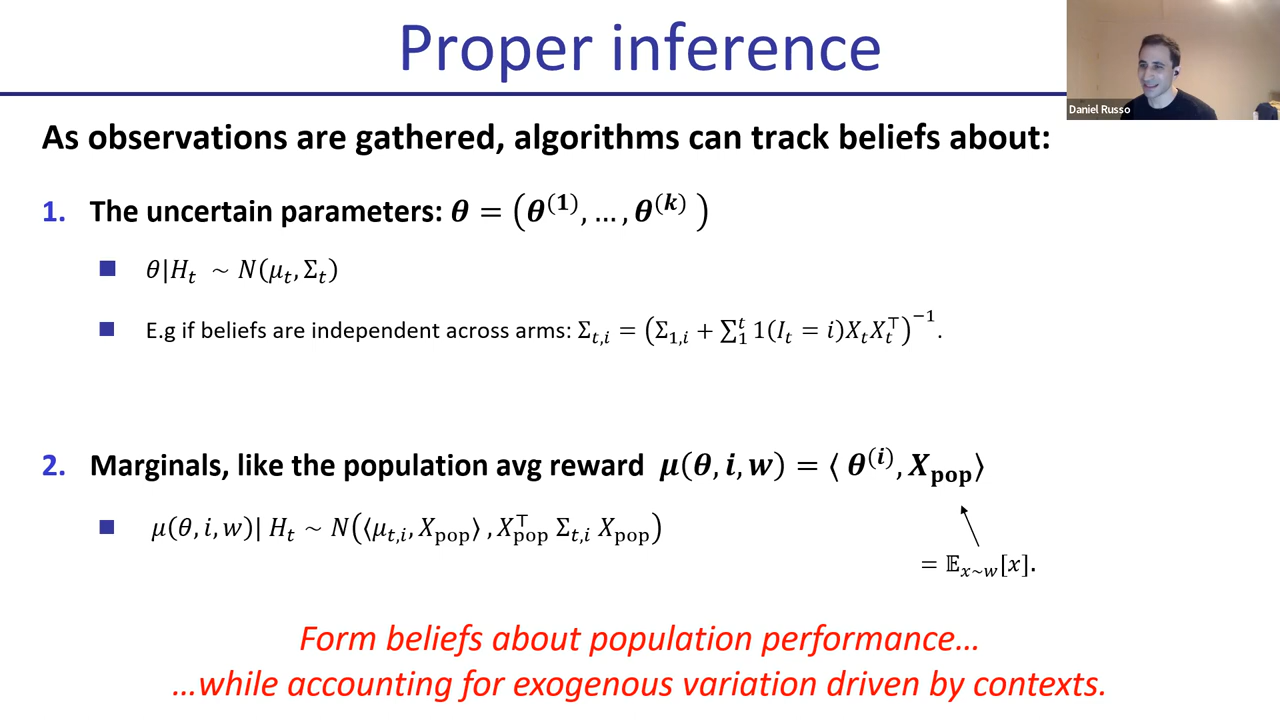 Proper inference
Daniel Russo
As observations are gathered, algorithms can track beliefs about:
1. The uncertain parameters: θ = (θ^(1), … , θ^(k))
■ θ|H_t ~ N(μ_t, Σ_t)
■ E.g if beliefs are independent across arms: Σ_{t,i} = (Σ_{1,i} + ∑_1^t 1(I_t = i)X_t X_t^⊤)^{−1}.
2. Marginals, like the population avg reward μ(θ, i, w) = ⟨ θ^(i), X_pop⟩
■ μ(θ, i, w)| H_t ~ N(⟨μ_{t,i}, X_pop⟩ , X_pop^⊤ Σ_{t,i} X_pop)
= 𝔼_{x~w}[x].
Form beliefs about population performance…
…while accounting for exogenous variation driven by contexts.